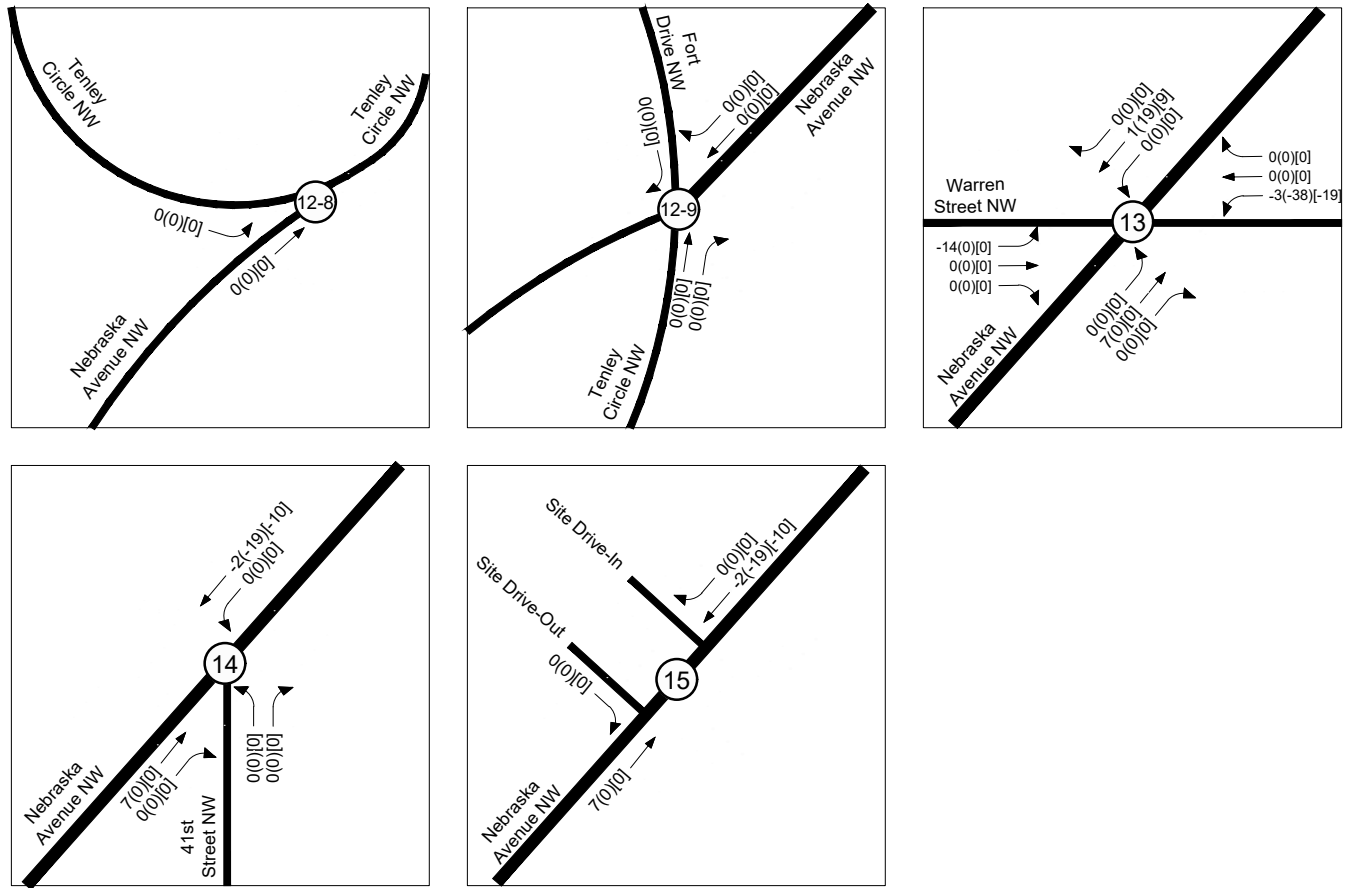 Tenley
Circle NW
Tenley
Circle NW
12-8
0(0)[0]
0(0)[0]
Nebraska
Avenue NW
Fort
Drive NW
0(0)[0]
0(0)[0]
0(0)[0]
Nebraska
Avenue NW
12-9
0(0)[0]
0(0)[0]
Tenley
Circle NW
0(0)[0]
1(19)[9]
0(0)[0]
0(0)[0]
0(0)[0]
-3(-38)[-19]
Warren
Street NW
13
-14(0)[0]
0(0)[0]
0(0)[0]
0(0)[0]
7(0)[0]
0(0)[0]
Nebraska
Avenue NW
-2(-19)[-10]
0(0)[0]
14
0(0)[0]
0(0)[0]
7(0)[0]
0(0)[0]
Nebraska
Avenue NW
41st
Street NW
Site Drive-In
0(0)[0]
-2(-19)[-10]
Site Drive-Out
0(0)[0]
15
7(0)[0]
Nebraska
Avenue NW